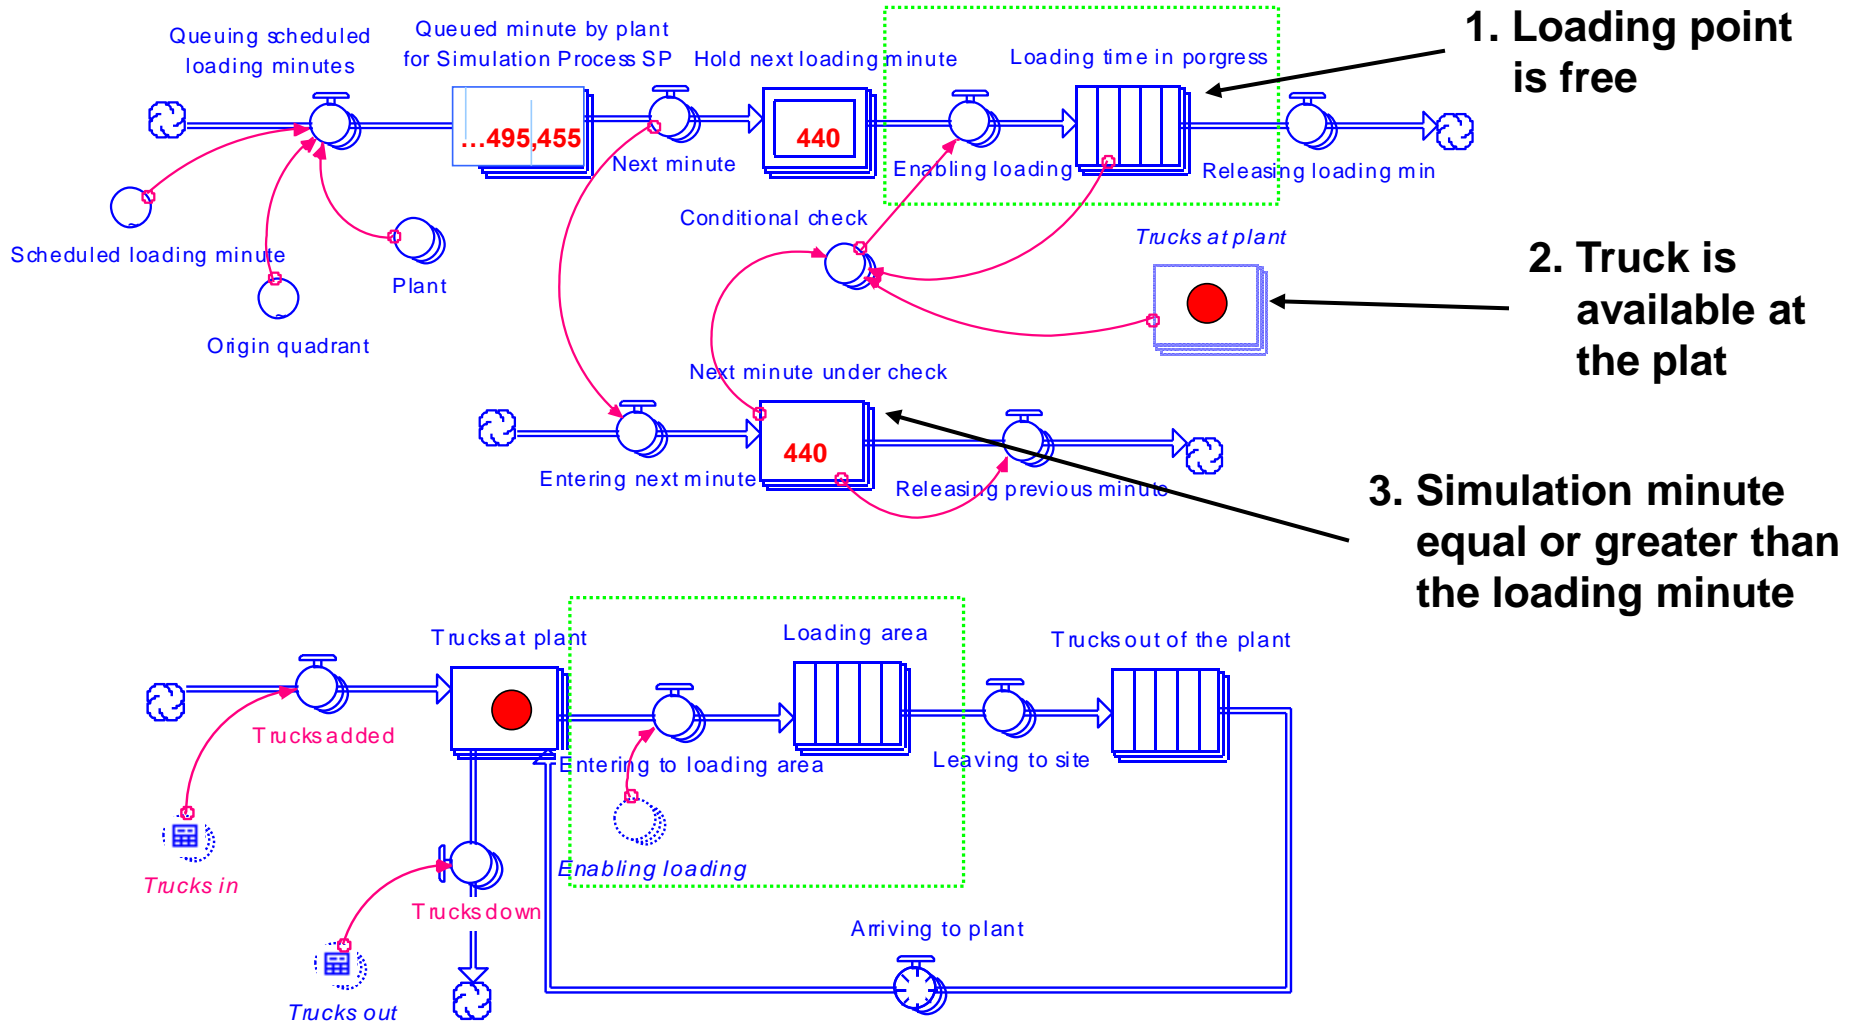 Queuing scheduled
loading minutes
Queued minute by plant
for Simulation Process SP
Hold next loading minute
Loading time in porgress
1. Loading point
is free
...495,455
440
Next minute
Enabling loading
Releasing loading min
Scheduled loading minute
Plant
Origin quadrant
Conditional check
Trucks at plant
2. Truck is
available at
the plat
Next minute under check
440
Entering next minute
Releasing previous minute
3. Simulation minute
equal or greater than
the loading minute
Trucks at plant
Loading area
Trucks out of the plant
Trucks added
Entering to loading area
Leaving to site
Enabling loading
Trucks in
Trucks down
Trucks out
Arriving to plant